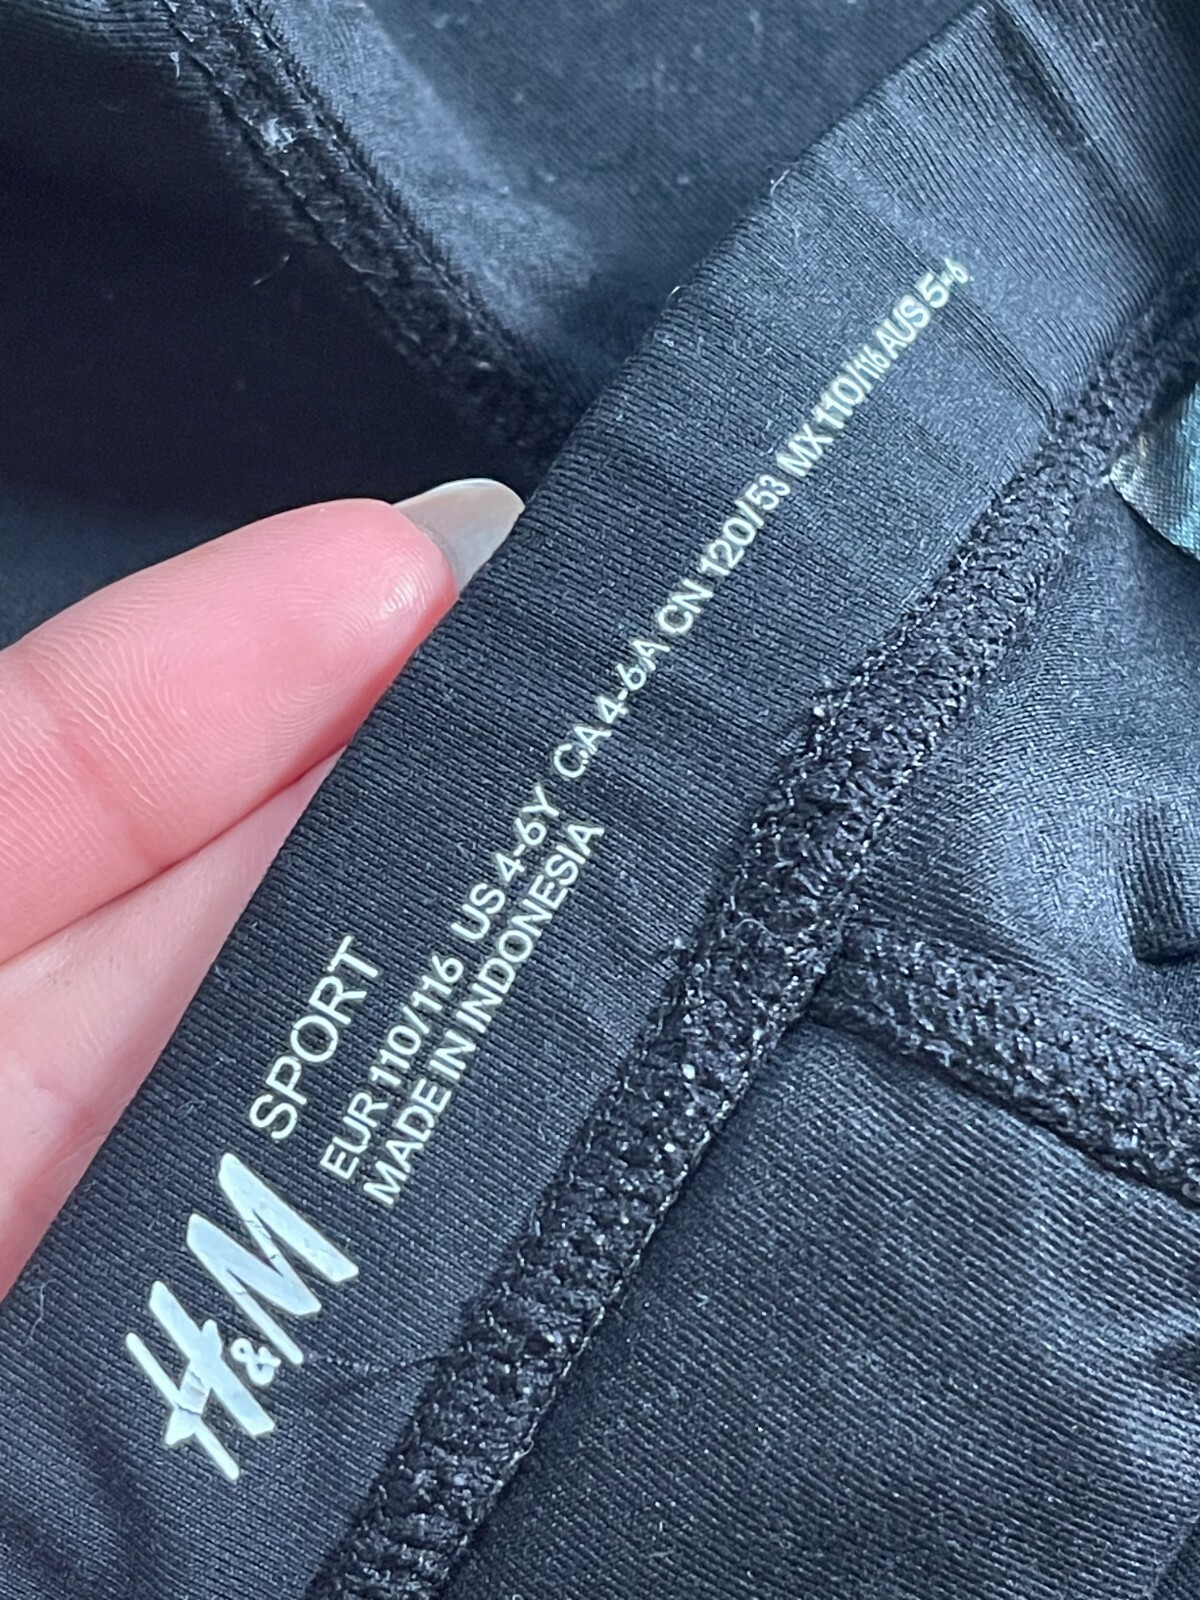 H&M SPORT
EUR 110/116 US 4-6Y CA 4-6A CN 120/53 MX 110/116 AUS 5-6
MADE IN INDONESIA